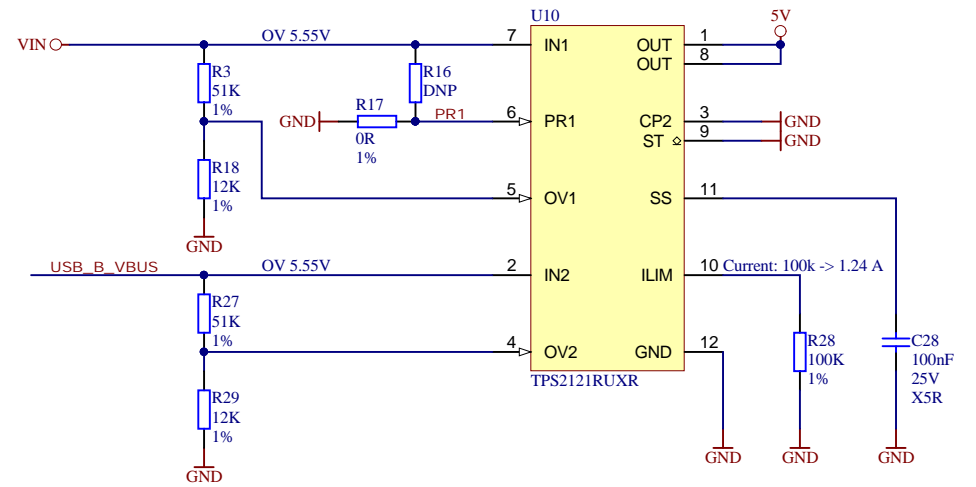 U10
5V
VIN
OV 5.55V
7
IN1
OUT
1
OUT
8
R3
51K
1%
R16
DNP
R17
GND
0R
1%
PR1
6
PR1
CP2
3
GND
ST
9
GND
R18
12K
1%
GND
5
OV1
SS
11
USB_B_VBUS
OV 5.55V
2
IN2
ILIM
10
Current: 100k -> 1.24 A
R27
51K
1%
4
OV2
GND
12
TPS2121RUXR
R28
100K
1%
C28
100nF
25V
X5R
R29
12K
1%
GND
GND
GND
GND